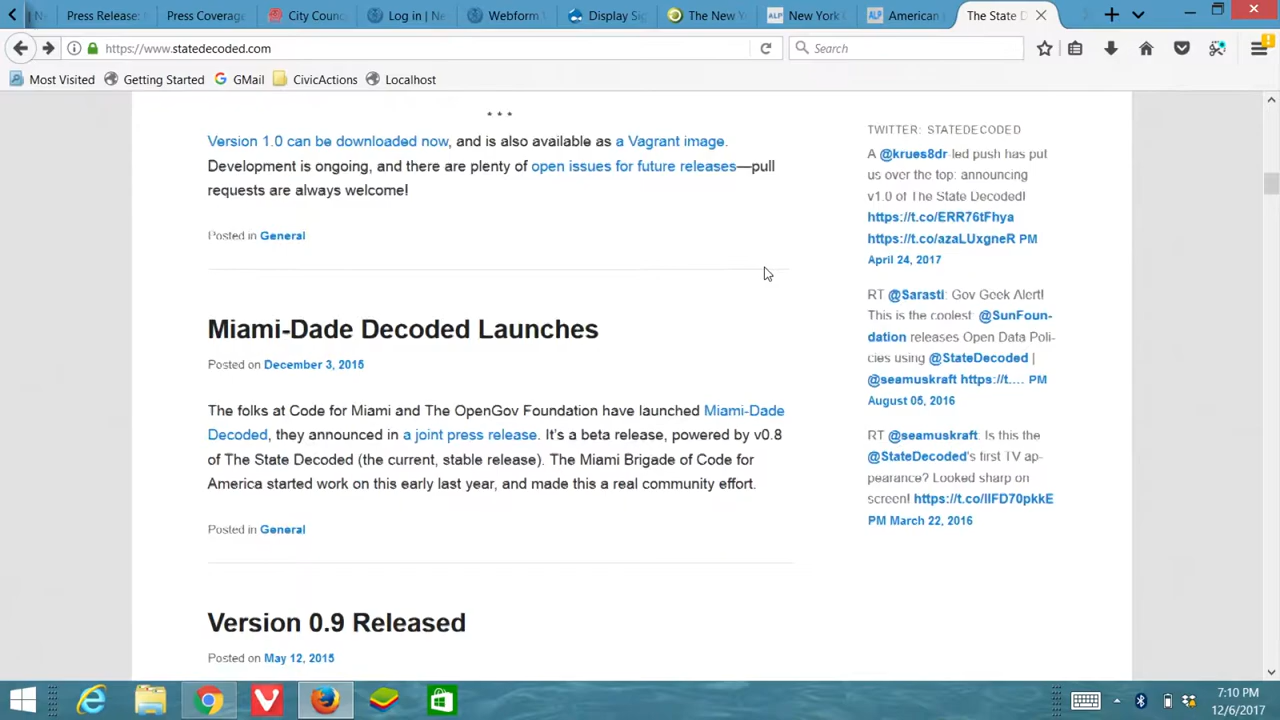 Press Release:
Press Coverage
City Counc
Log in | Ne
Webform
Display Sig
The New Y
ALP
New York
ALP
American
The State D
https://www.statedecoded.com
Search
Most Visited
Getting Started
GMail
CivicActions
Localhost
* * *
Version 1.0 can be downloaded now, and is also available as a Vagrant image.
Development is ongoing, and there are plenty of open issues for future releases—pull
requests are always welcome!
Posted in General
Miami-Dade Decoded Launches
Posted on December 3, 2015
The folks at Code for Miami and The OpenGov Foundation have launched Miami-Dade
Decoded, they announced in a joint press release. It's a beta release, powered by v0.8
of The State Decoded (the current, stable release). The Miami Brigade of Code for
America started work on this early last year, and made this a real community effort.
Posted in General
Version 0.9 Released
Posted on May 12, 2015
TWITTER: STATEDECODED
A @krues8dr led push has put
us over the top: announcing
v1.0 of The State Decoded!
https://t.co/ERR76tFhya
https://t.co/azaLUxgneR PM
April 24, 2017
RT @Sarasti: Gov Geek Alert!
This is the coolest: @SunFoun-
dation releases Open Data Poli-
cies using @StateDecoded |
@seamuskraft https://t.… PM
August 05, 2016
RT @seamuskraft: Is this the
@StateDecoded's first TV ap-
pearance? Looked sharp on
screen! https://t.co/IIFD70pkkE
PM March 22, 2016
7:10 PM
12/6/2017